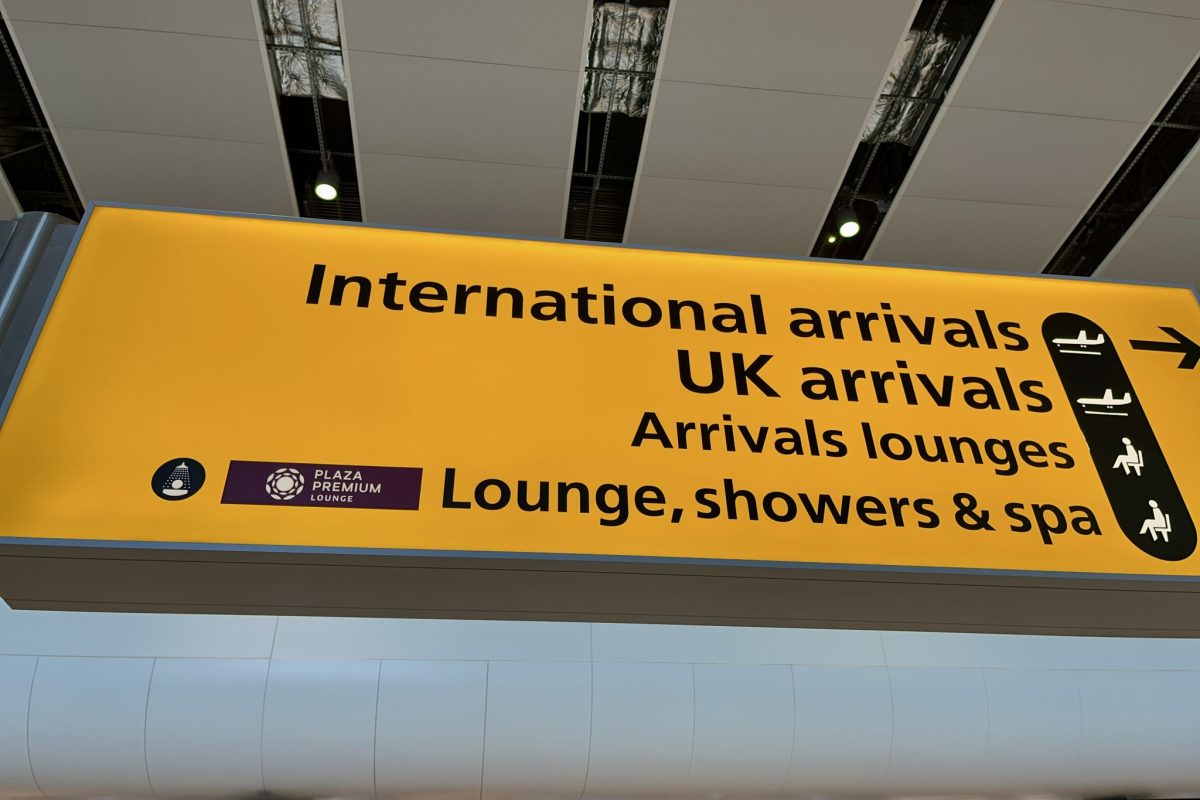 International arrivals
UK arrivals
Arrivals lounges
PLAZA
PREMIUM
LOUNGE
Lounge, showers & spa